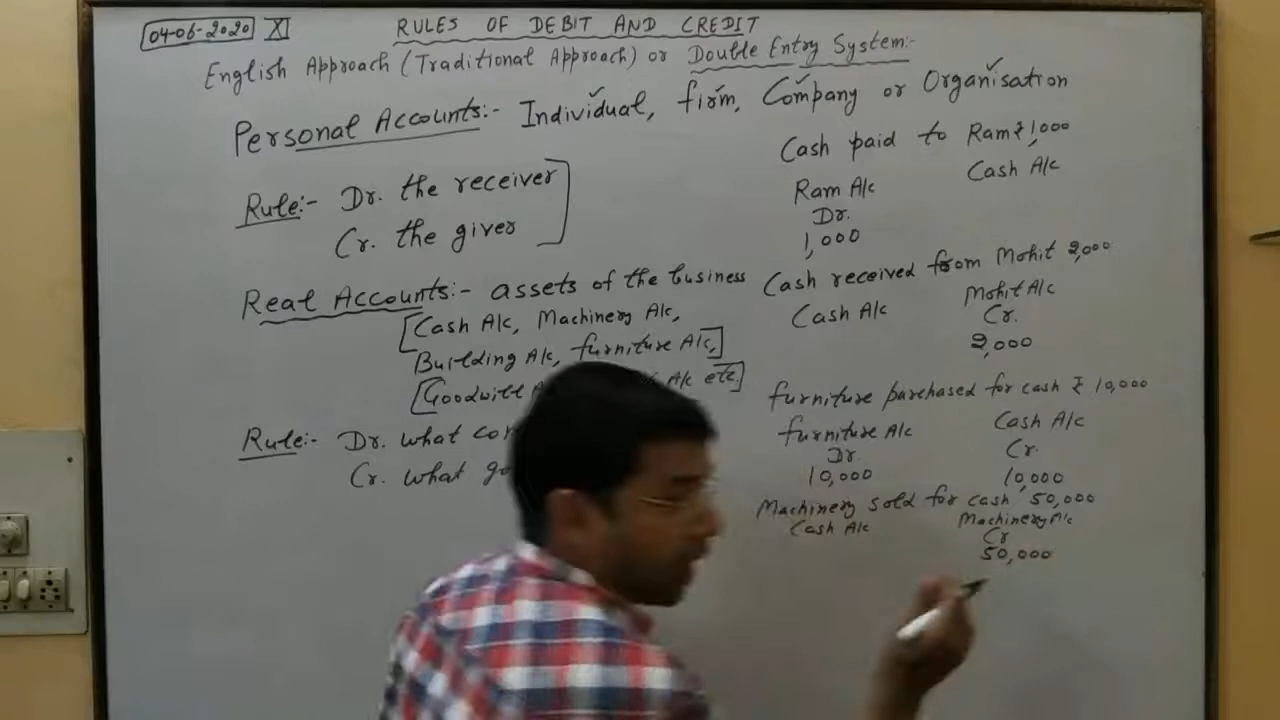 04-06-2020 XI
RULES OF DEBIT AND CREDIT
English Approach (Traditional Approach) or Double Entry System:-
Personal Accounts:- Individual, firm, Company or Organisation
Rule:- Dr. the receiver
Cr. the giver
Real Accounts:- assets of the business
[Cash A/c, Machinery A/c,
Building A/c, furniture A/c,]
[Goodwill A/c etc.]
Rule:- Dr. what
Cr. what
Cash paid to Ram ₹ 1,000
Ram A/c Cash A/c
Dr.
1,000
Cash received from Mohit 2,000
Cash A/c Mohit A/c
Cr.
2,000
furniture purchased for cash ₹ 10,000
furniture A/c Cash A/c
Dr. Cr.
10,000 10,000
Machinery sold for cash 50,000
Cash A/c Machinery A/c
Cr
50,000